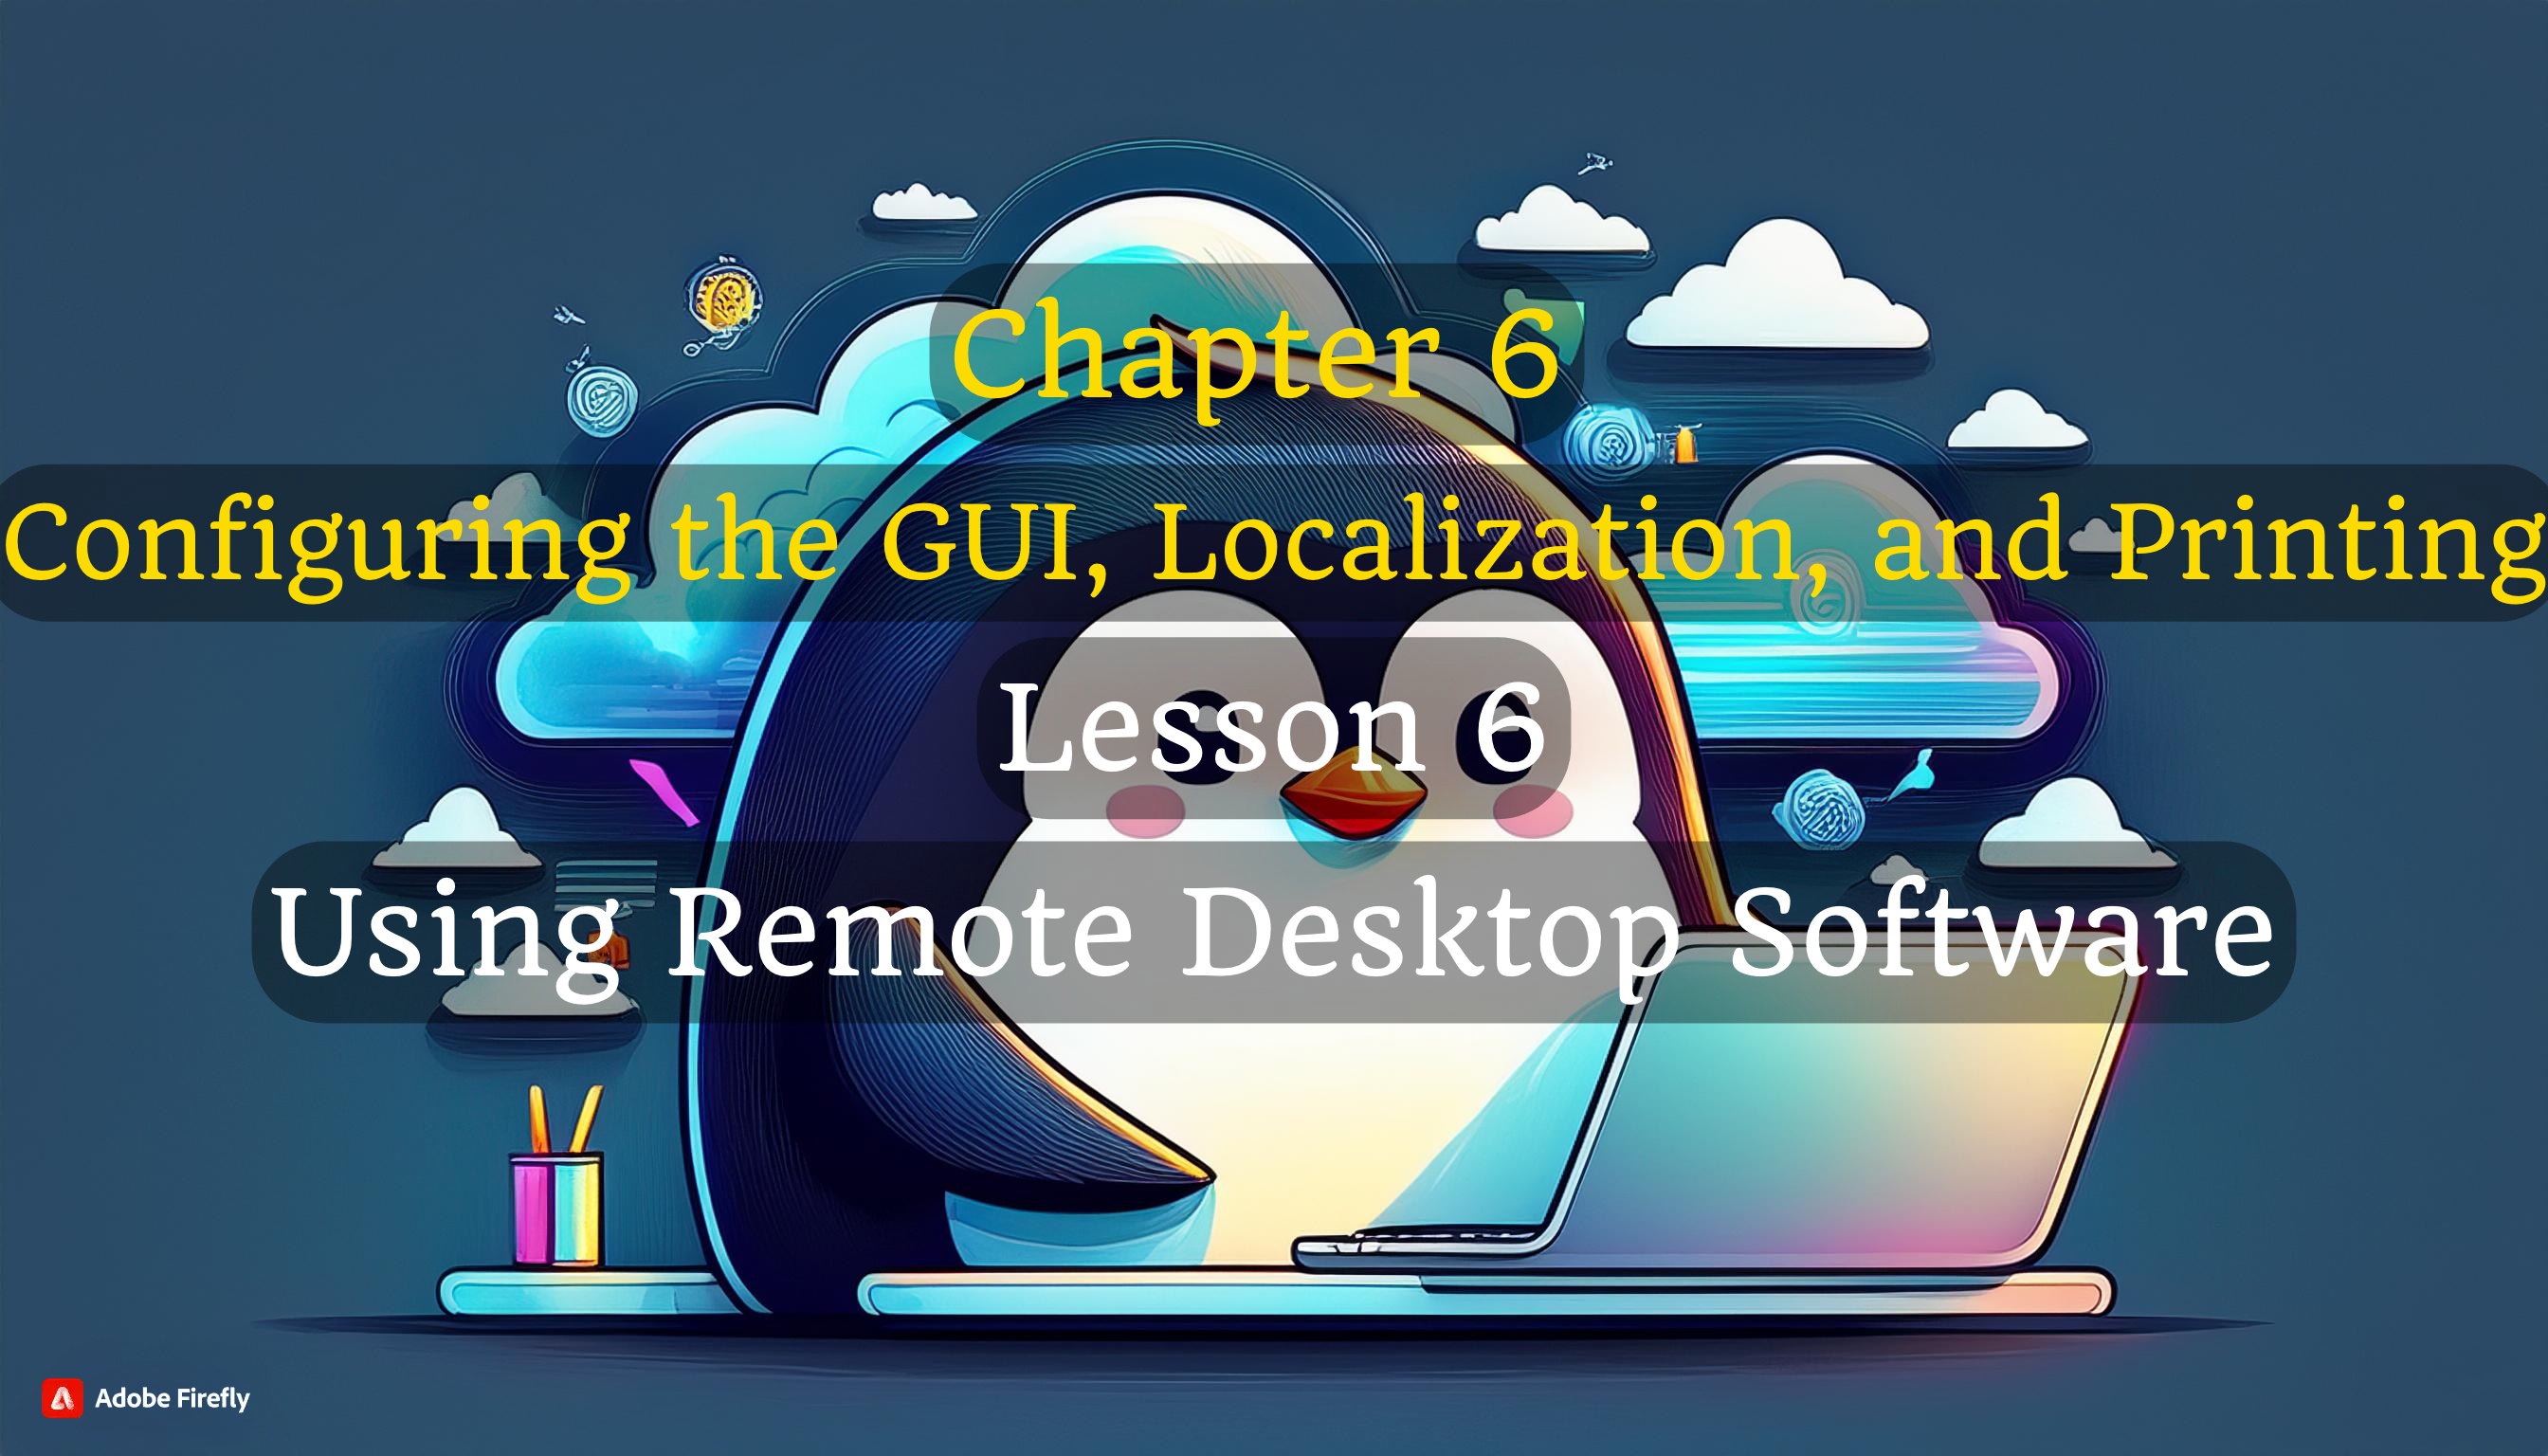 Chapter 6
Configuring the GUI, Localization, and Printing
Lesson 6
Using Remote Desktop Software
Adobe Firefly